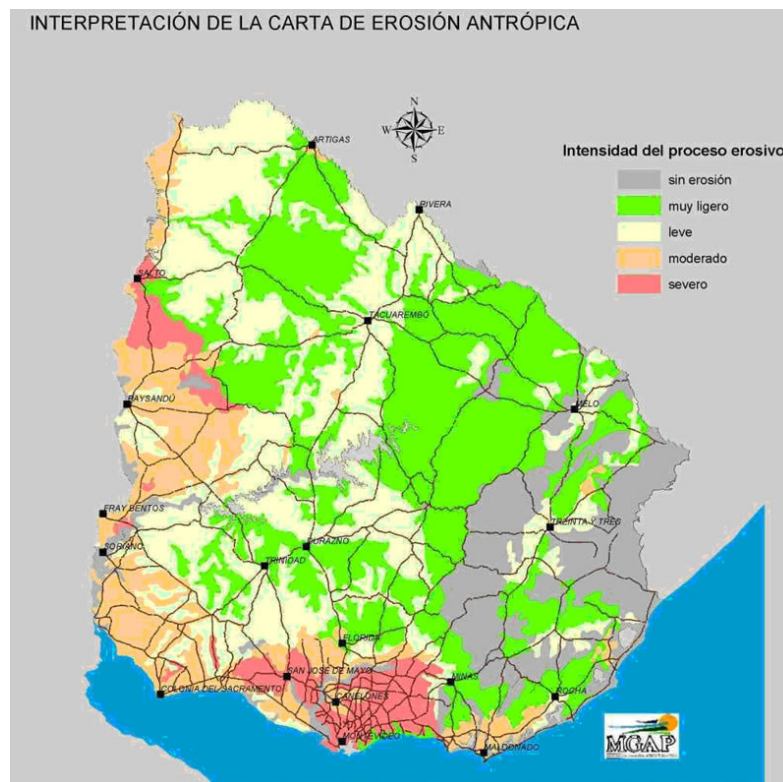 INTERPRETACIÓN DE LA CARTA DE EROSIÓN ANTRÓPICA
N
W E
S
Intensidad del proceso erosivo
sin erosión
muy ligero
leve
moderado
severo
ARTIGAS
RIVERA
SALTO
TACUAREMBO
PAYSANDÚ
MELO
FRAY BENTOS
TREINTA Y TRES
SORIANO
DURAZNO
TRINIDAD
FLORIDA
SAN JOSE DE MAYO
MINAS
COLONIA DEL SACRAMENTO
CANELONES
ROCHA
MONTEVIDEO
MALDONADO
MGAP